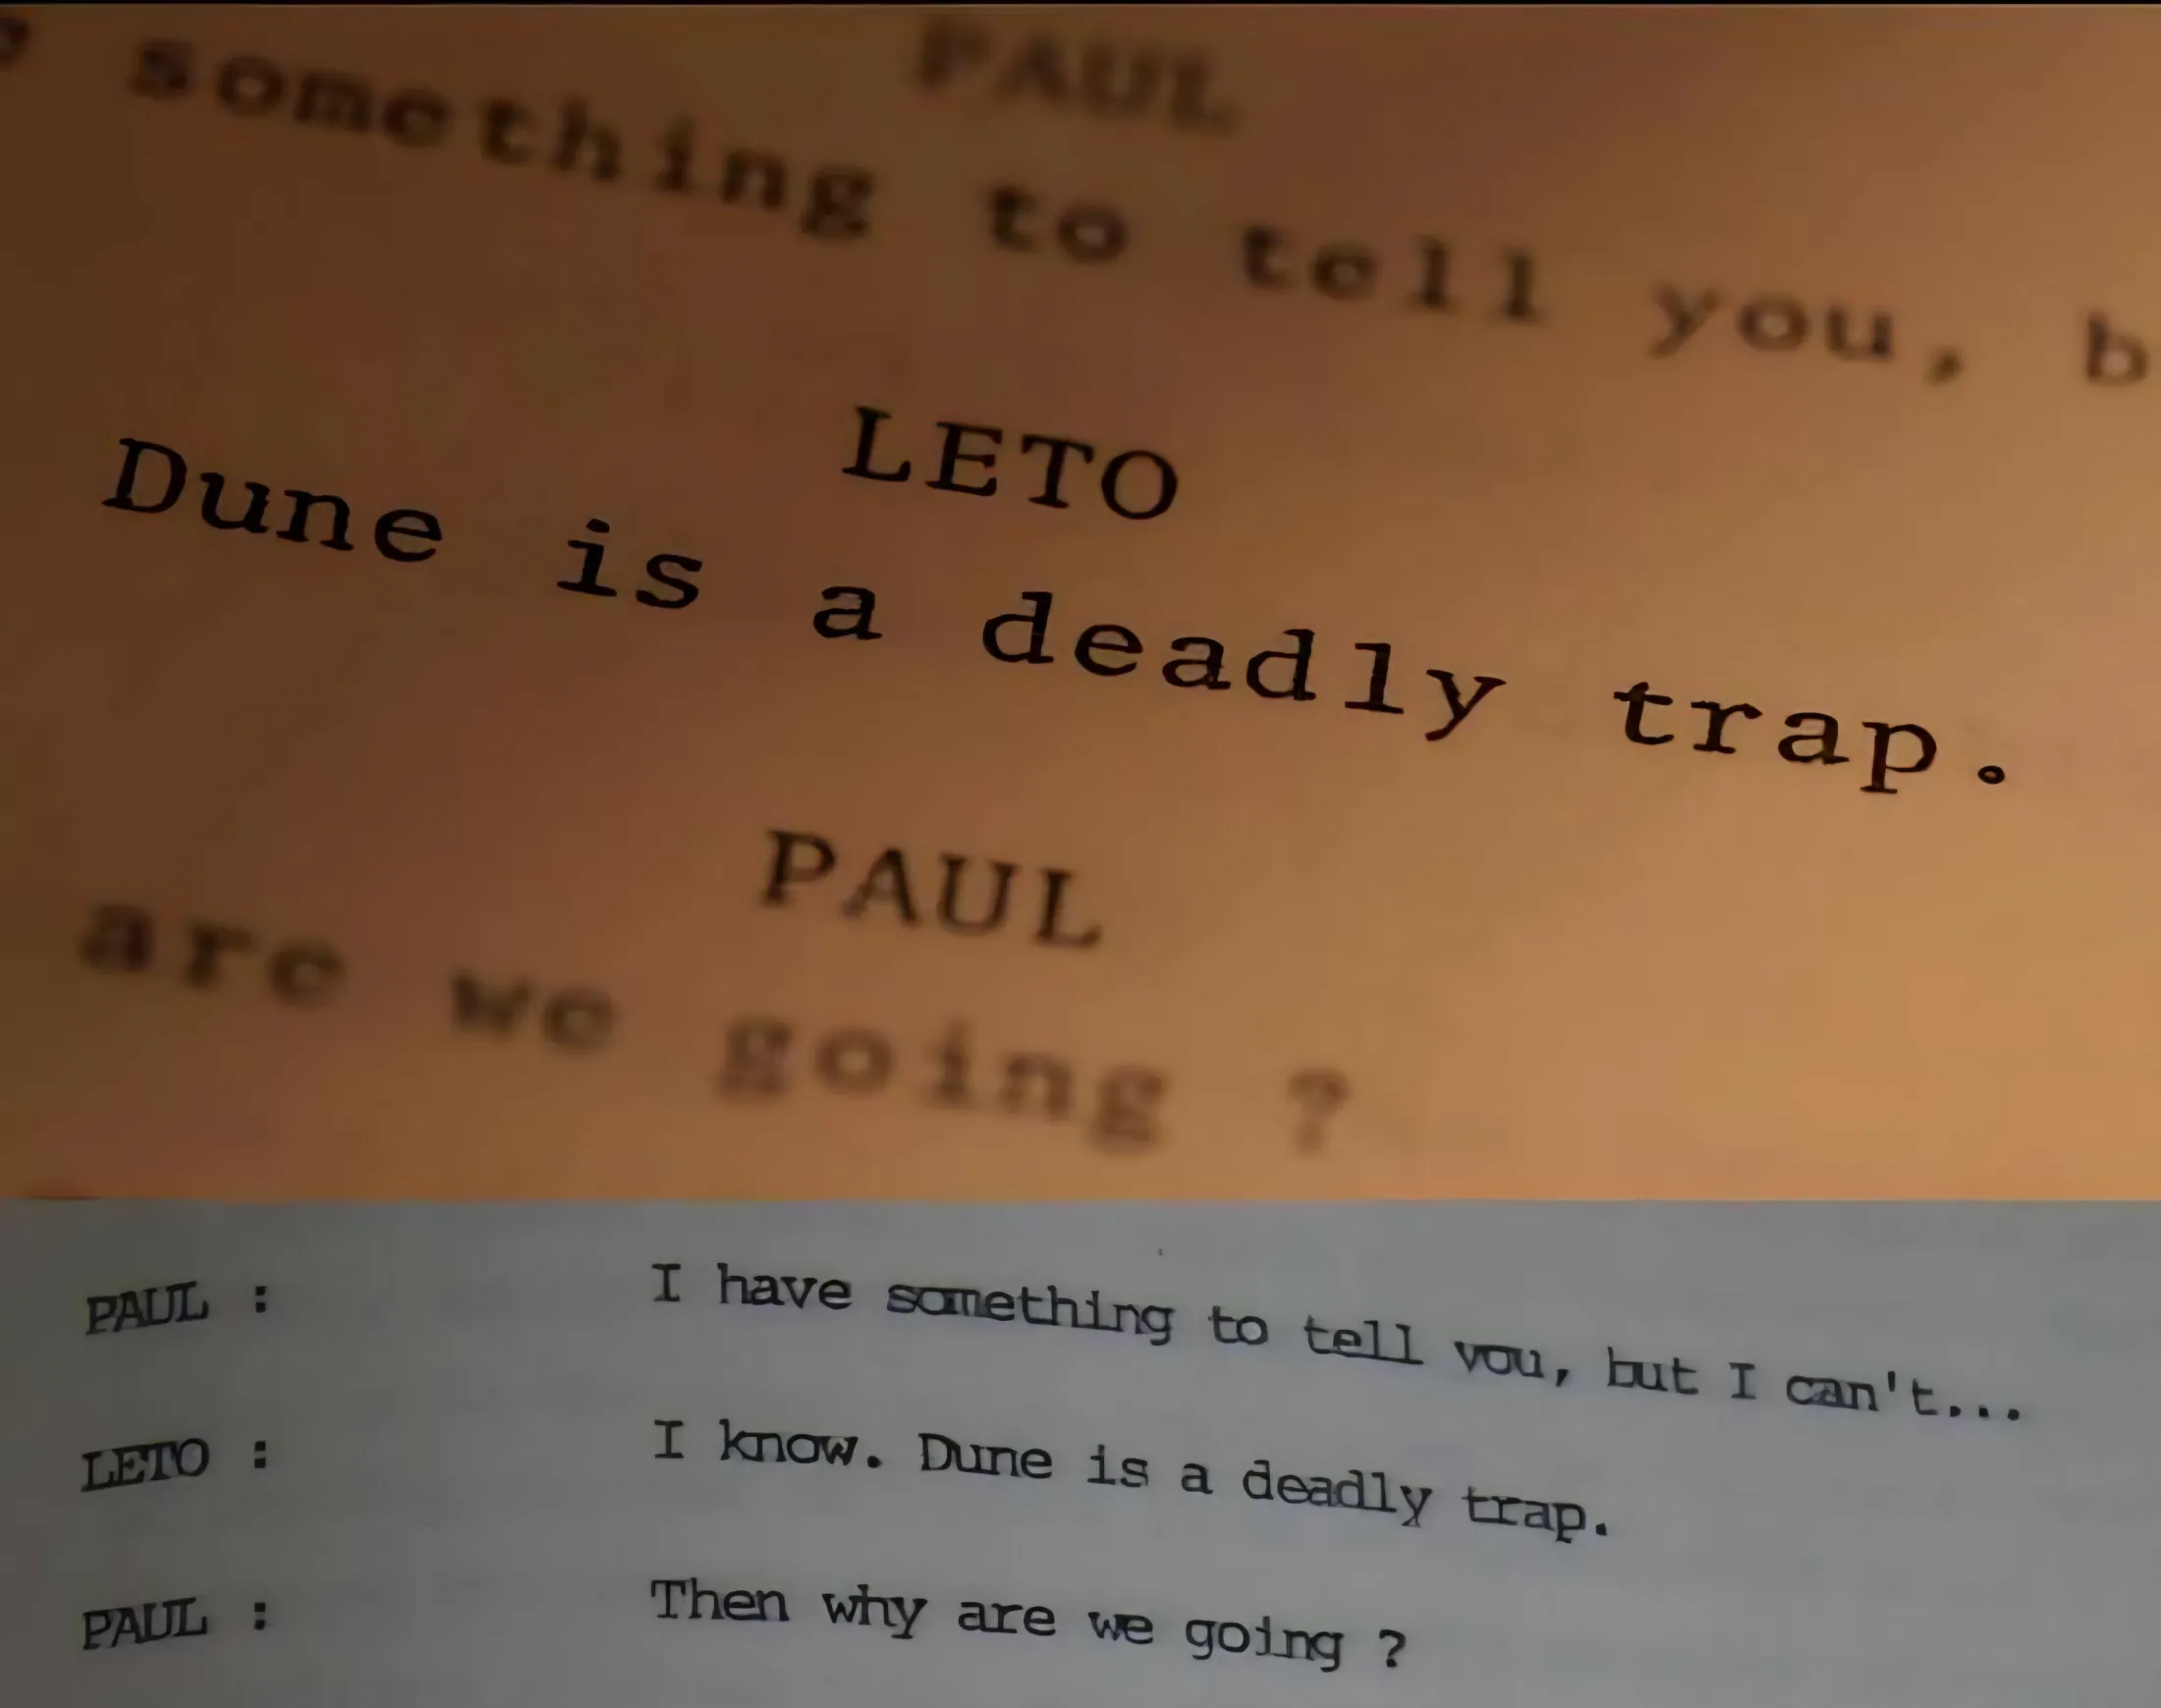 PAUL
something to tell you, b
LETO
Dune is a deadly trap.
PAUL
are we going ?
PAUL : I have something to tell you, but I can't...
LETO : I know. Dune is a deadly trap.
PAUL : Then why are we going ?